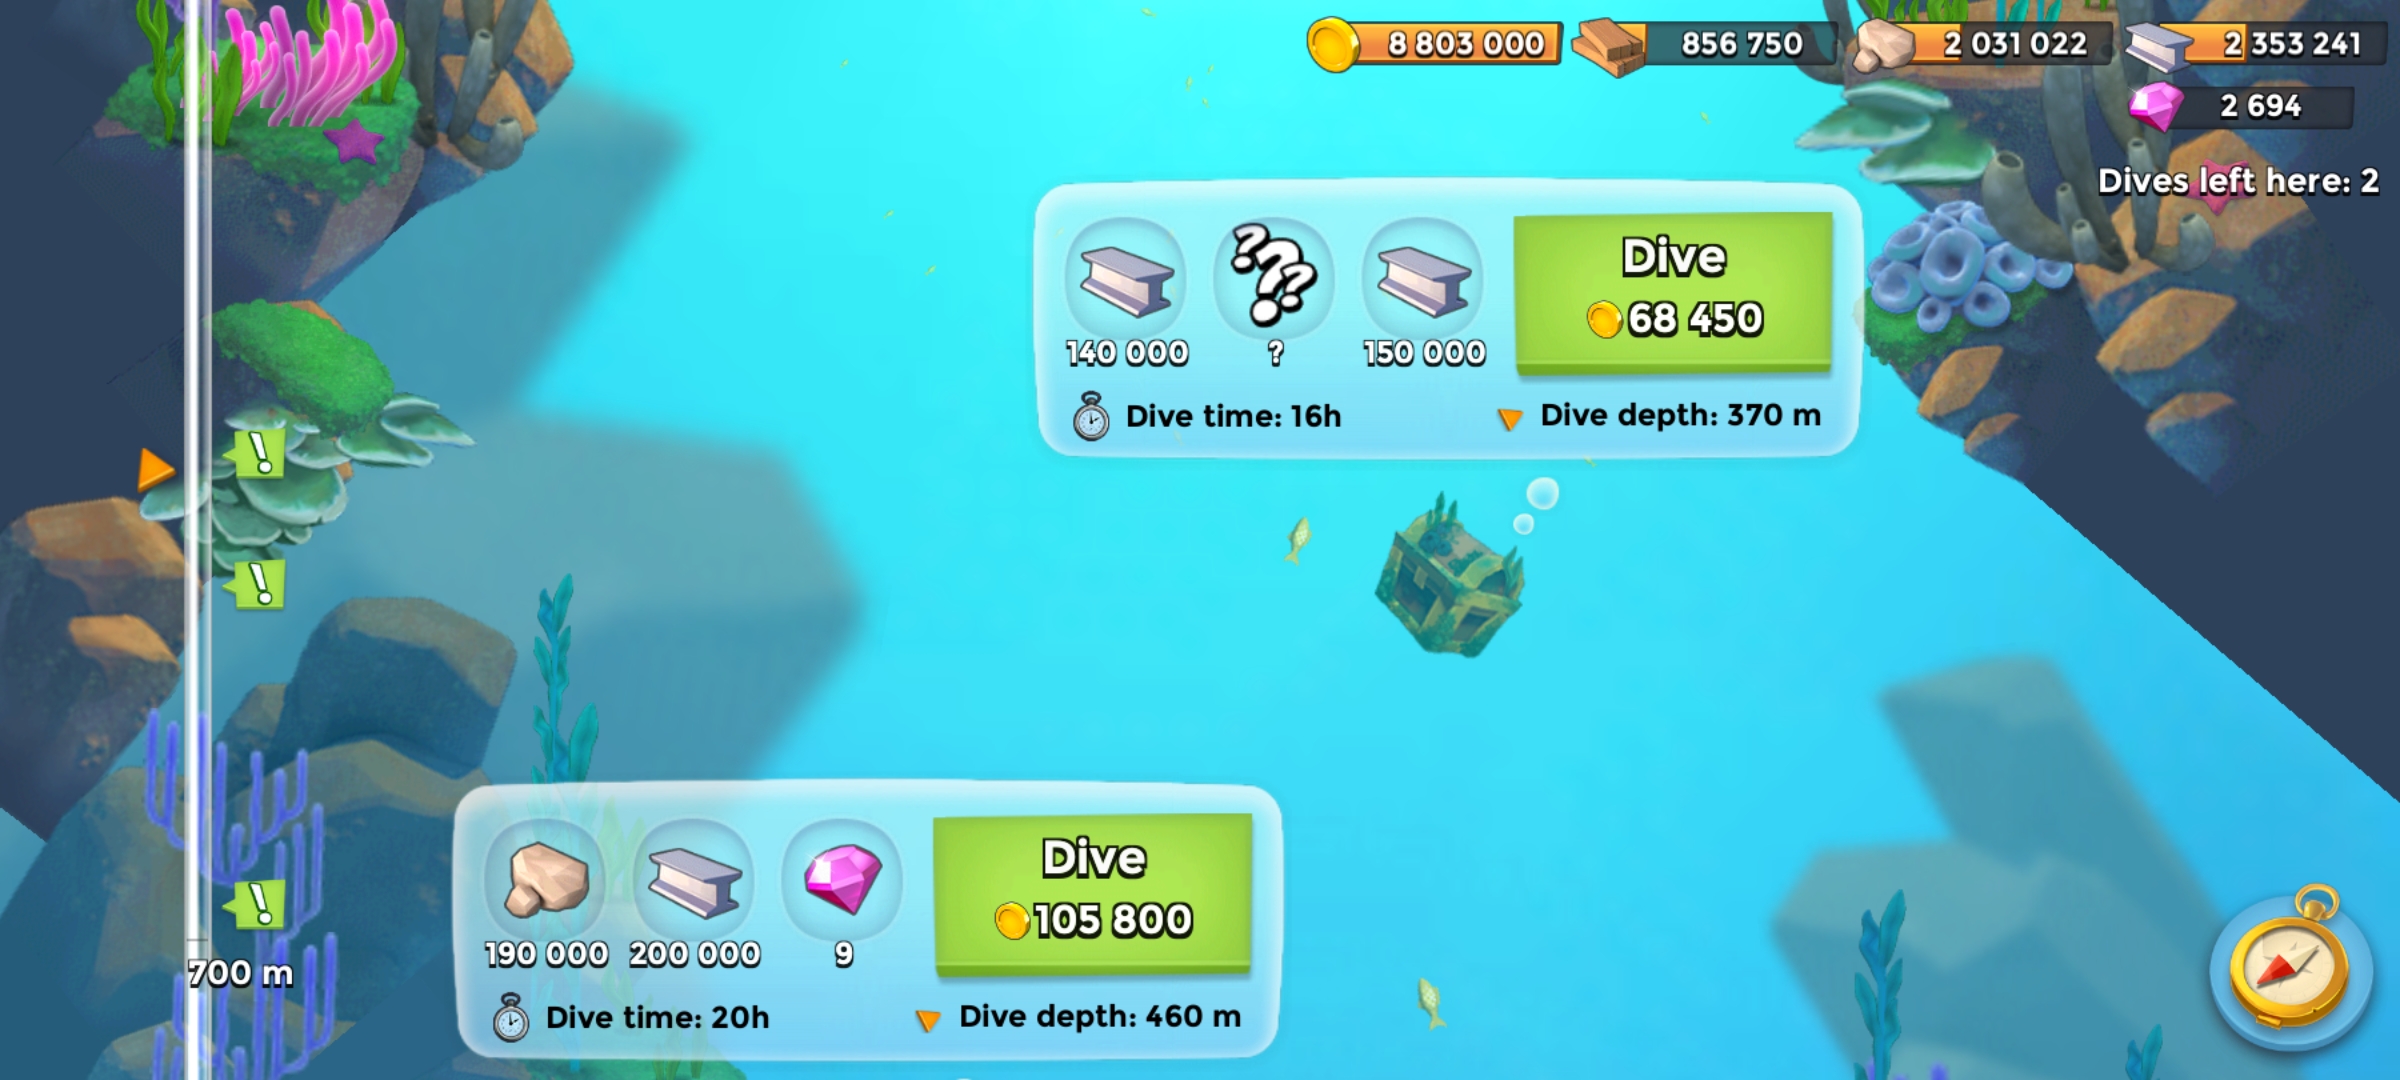 8 803 000
856 750
2 031 022
2 353 241
2 694
Dives left here: 2
140 000
???
?
150 000
Dive
68 450
Dive time: 16h
Dive depth: 370 m
!
!
!
700 m
190 000
200 000
9
Dive
105 800
Dive time: 20h
Dive depth: 460 m